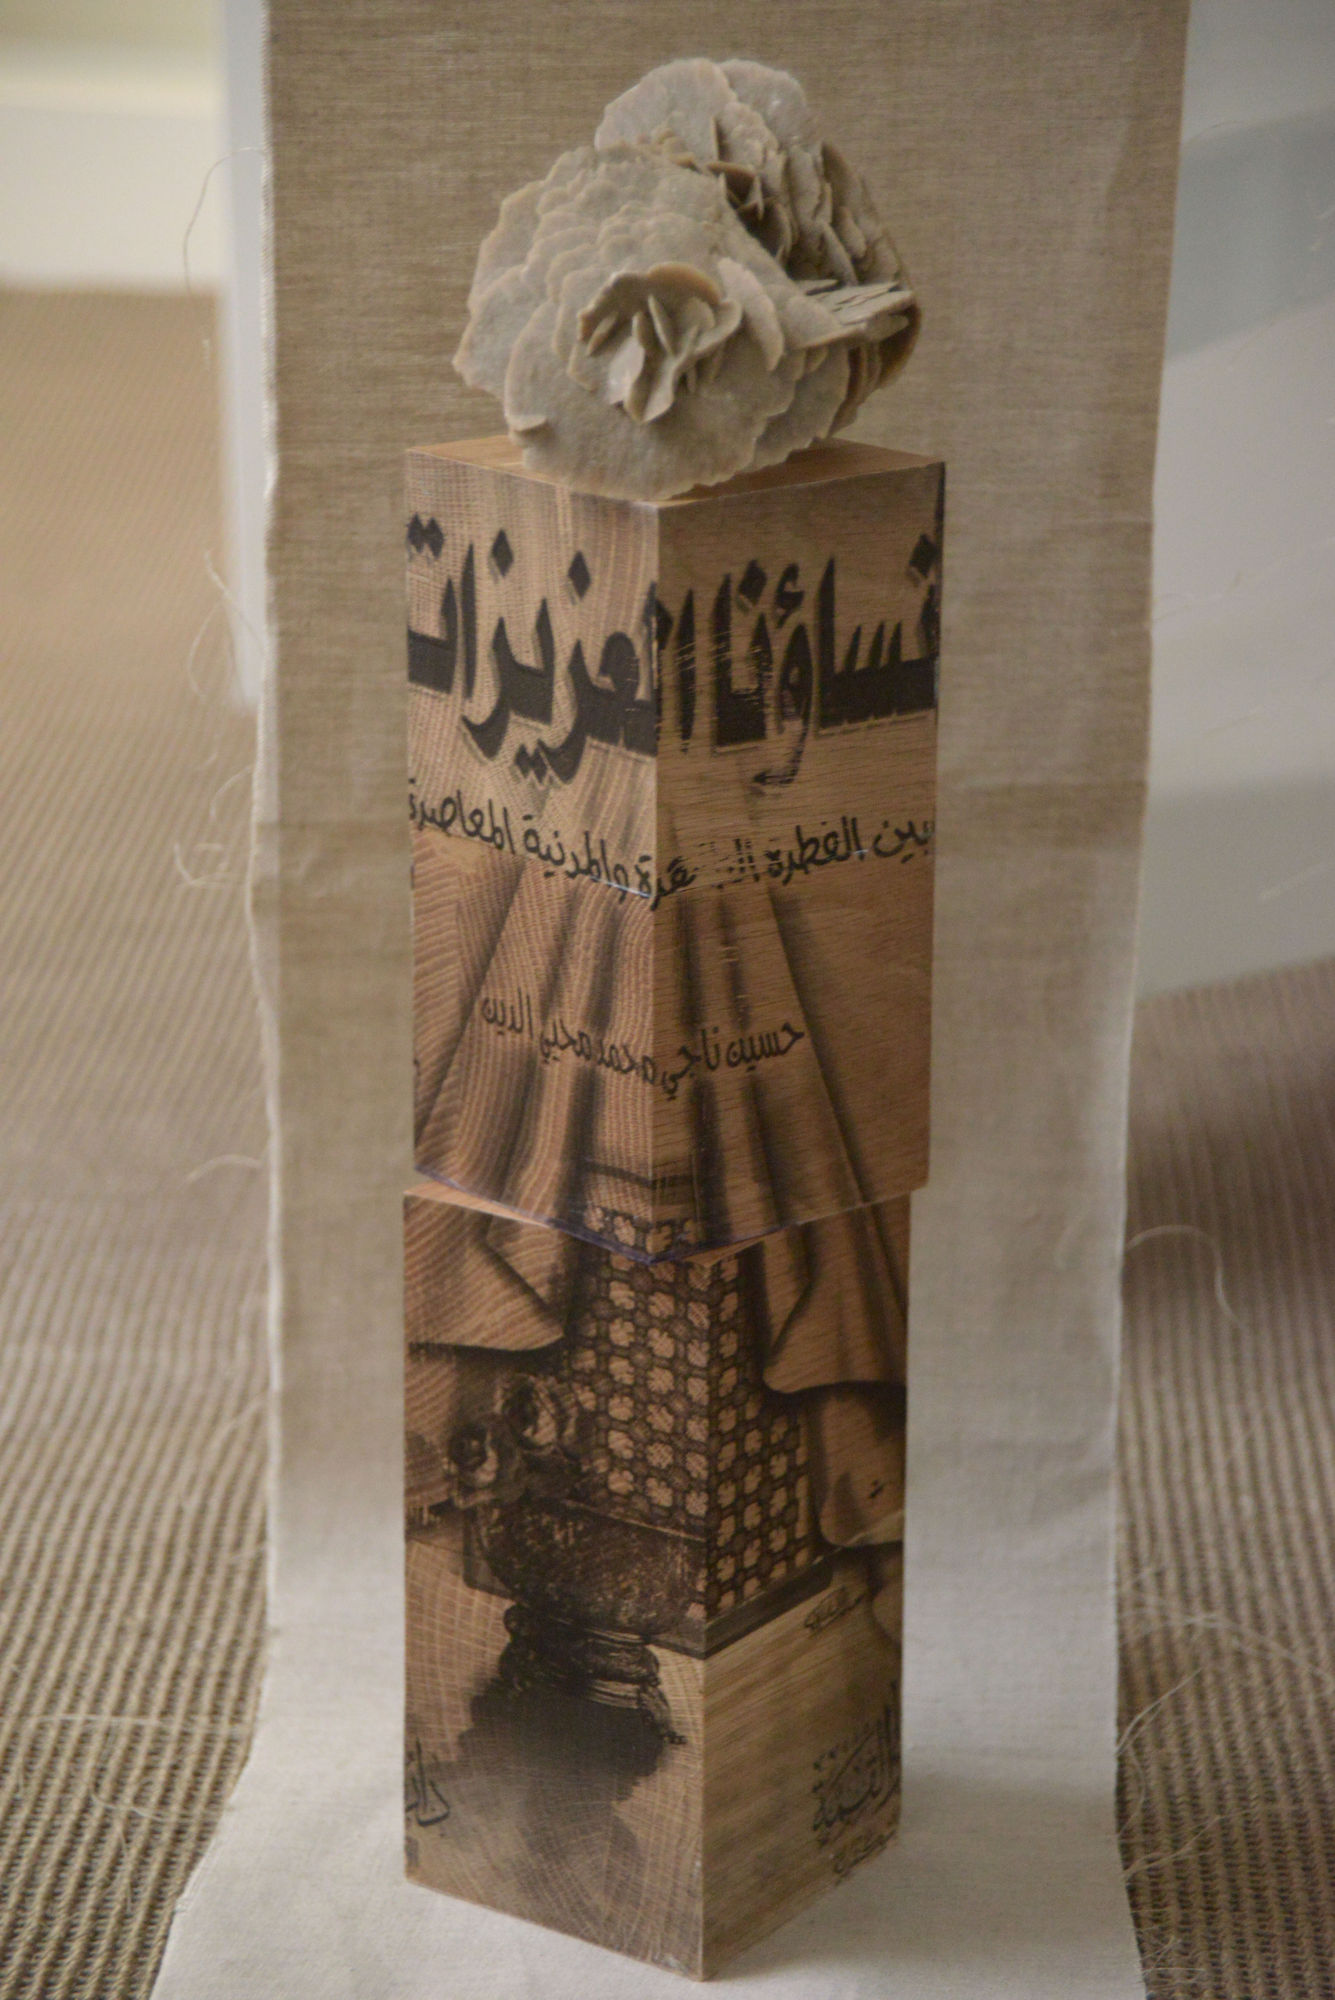 نساؤنا العزيزات
بين الفطرة والمدنية المعاصرة
حسين ناجي محمد محيي الدين